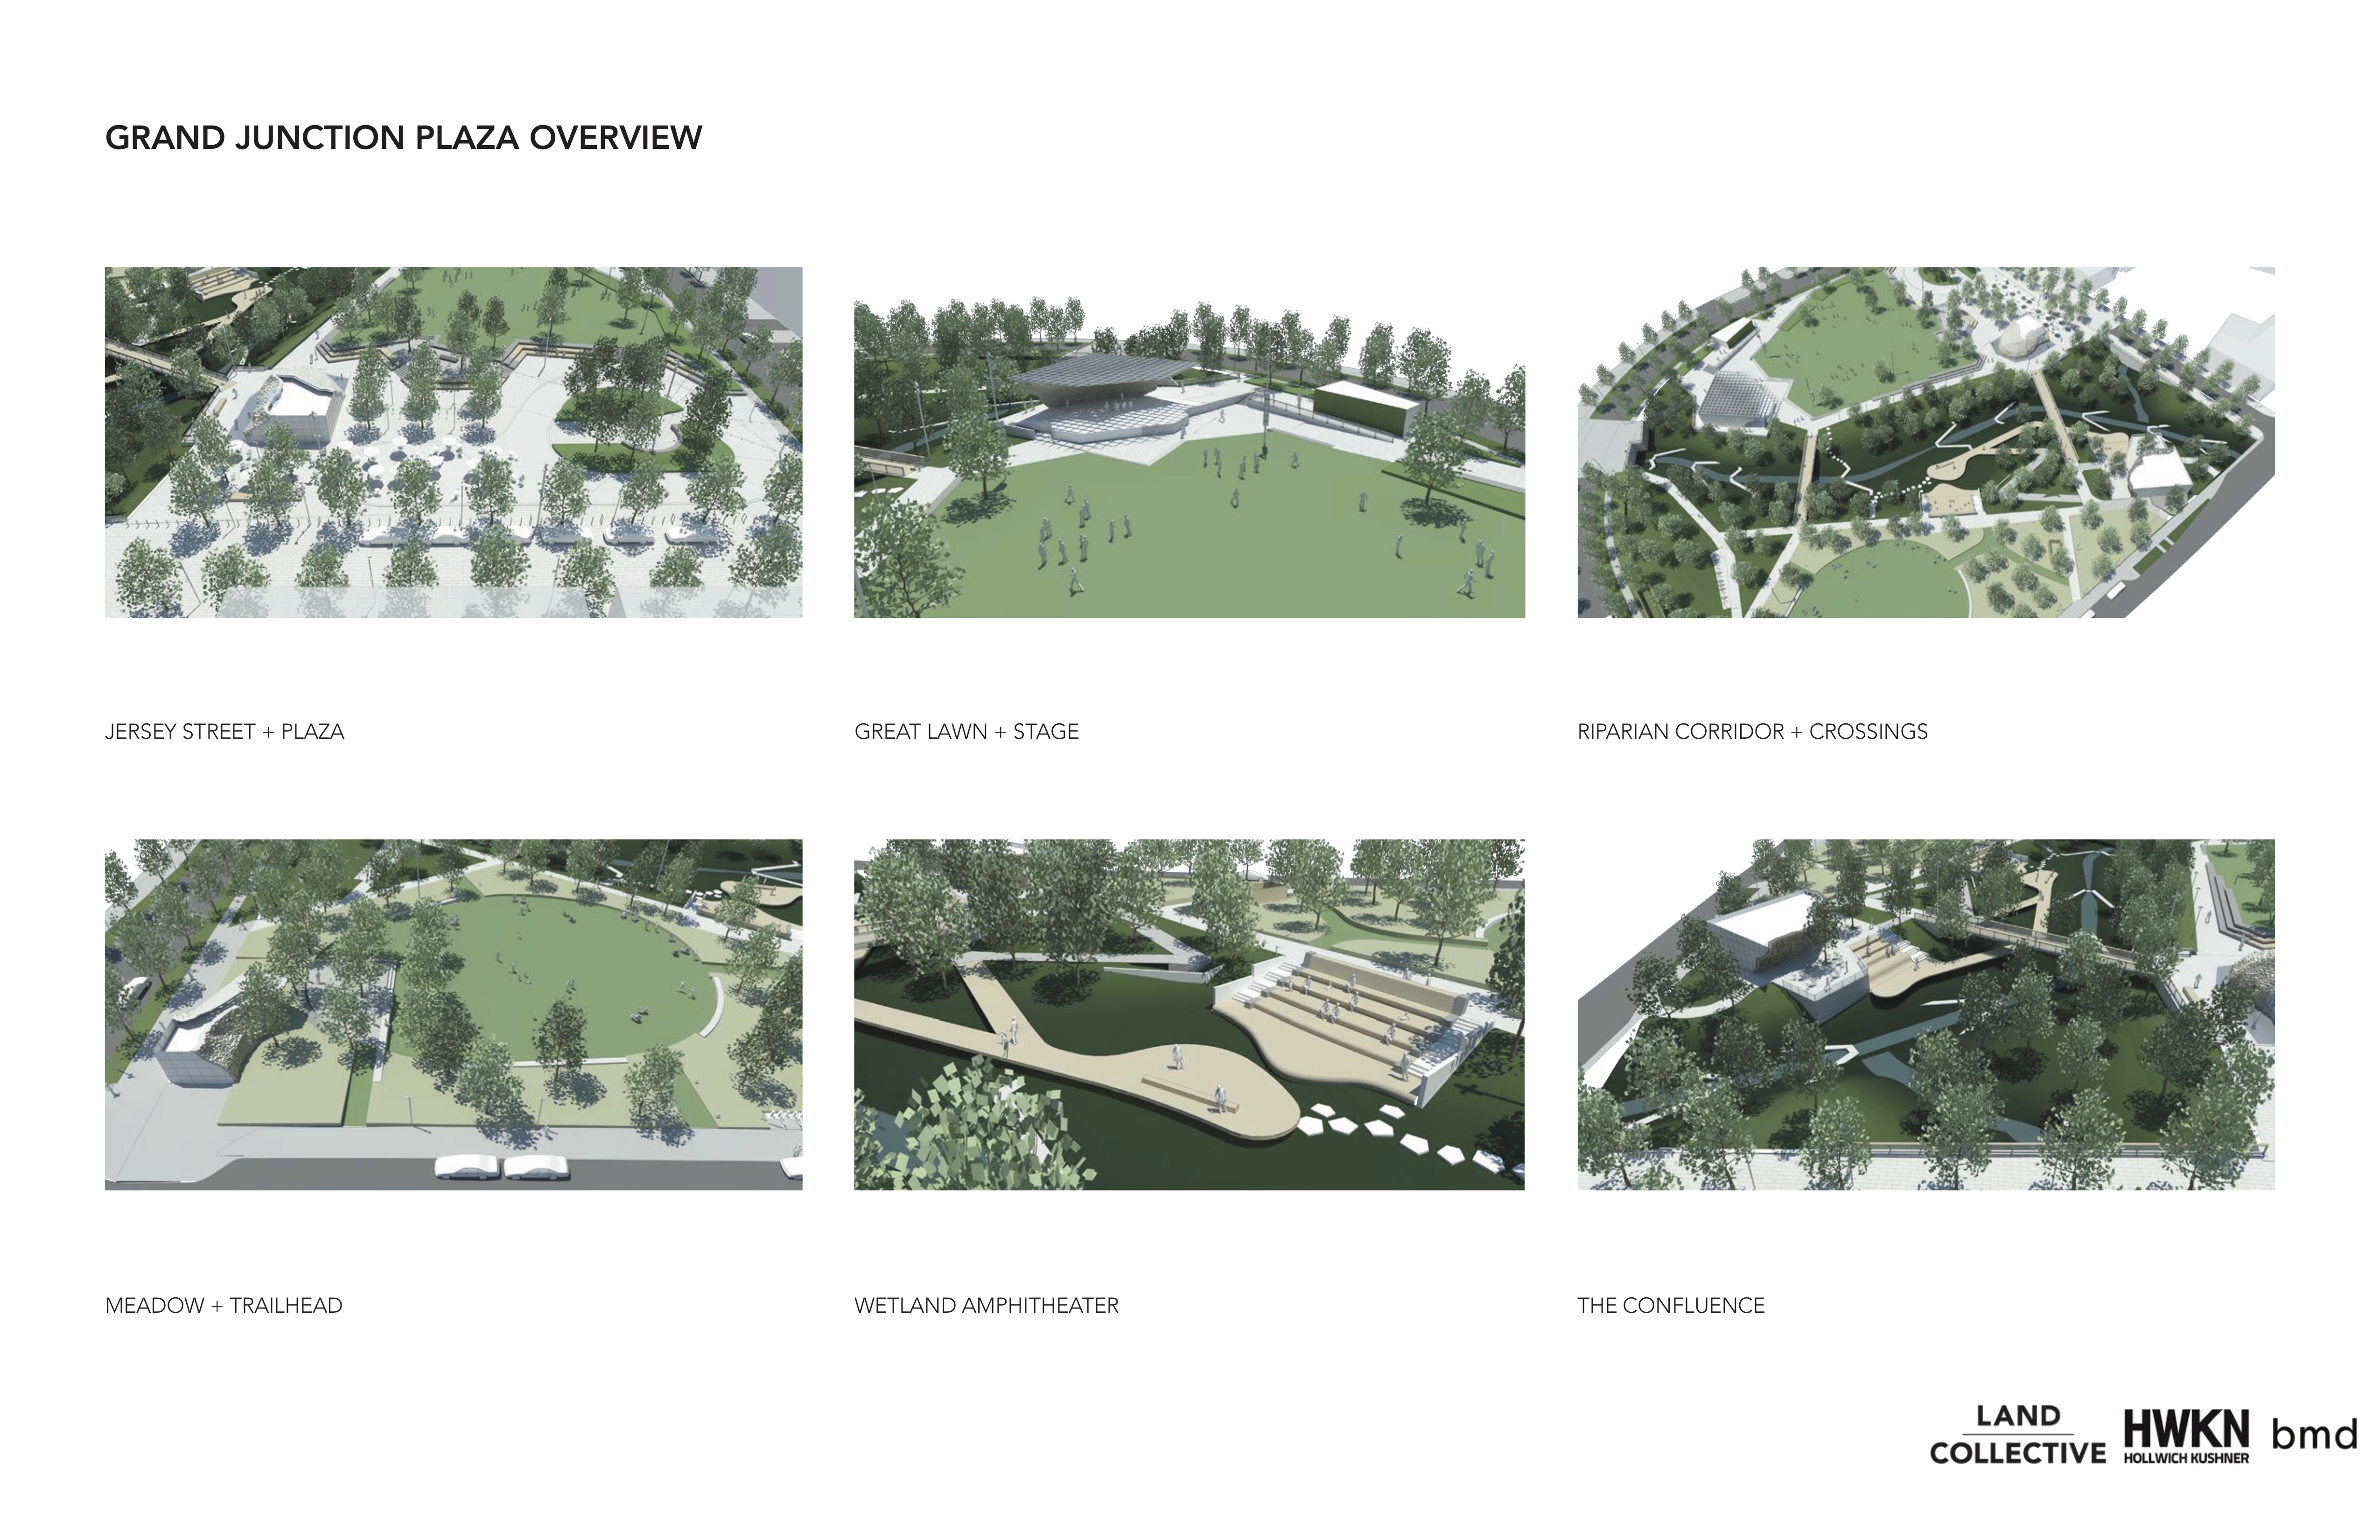 GRAND JUNCTION PLAZA OVERVIEW
JERSEY STREET + PLAZA
GREAT LAWN + STAGE
RIPARIAN CORRIDOR + CROSSINGS
MEADOW + TRAILHEAD
WETLAND AMPHITHEATER
THE CONFLUENCE
LAND
COLLECTIVE
HWKN
HOLLWICH KUSHNER
bmd